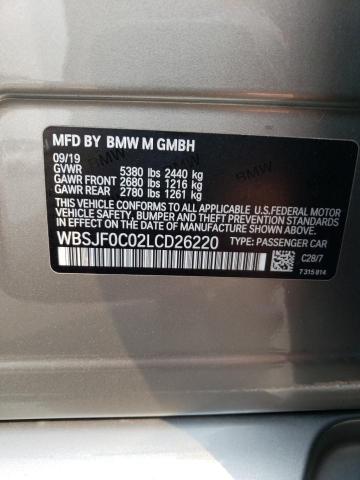 MFD BY BMW M GMBH
09/19
GVWR 5380 lbs 2440 kg
GAWR FRONT 2680 lbs 1216 kg
GAWR REAR 2780 lbs 1261 kg
THIS VEHICLE CONFORMS TO ALL APPLICABLE U.S.FEDERAL MOTOR
VEHICLE SAFETY, BUMPER, AND THEFT PREVENTION STANDARDS
IN EFFECT ON THE DATE OF MANUFACTURE SHOWN ABOVE.
WBSJF0C02LCD26220 TYPE: PASSENGER CAR
C28/7
7 315 814